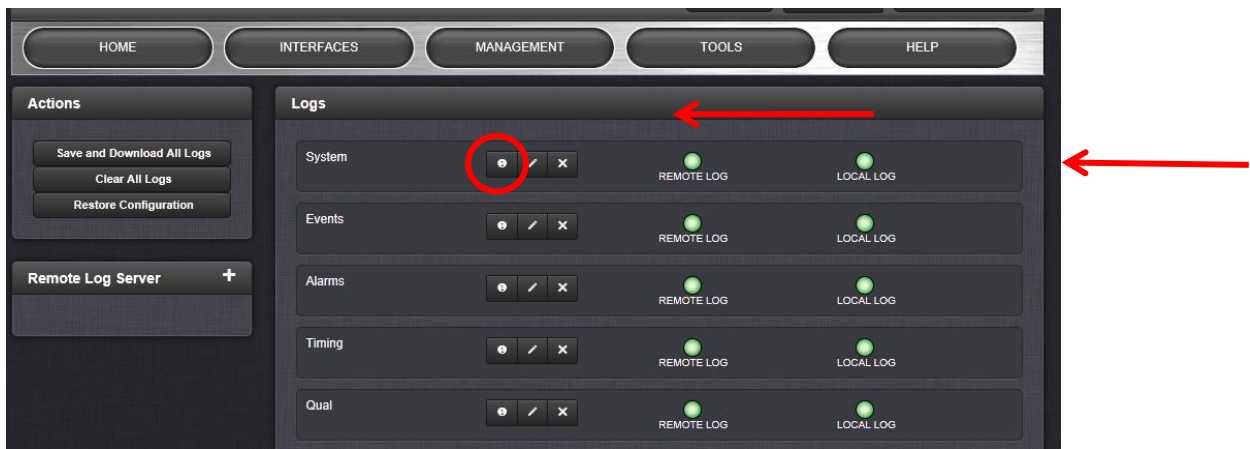 HOME INTERFACES MANAGEMENT TOOLS HELP
Actions
Save and Download All Logs
Clear All Logs
Restore Configuration
Remote Log Server +
Logs
System REMOTE LOG LOCAL LOG
Events REMOTE LOG LOCAL LOG
Alarms REMOTE LOG LOCAL LOG
Timing REMOTE LOG LOCAL LOG
Qual REMOTE LOG LOCAL LOG